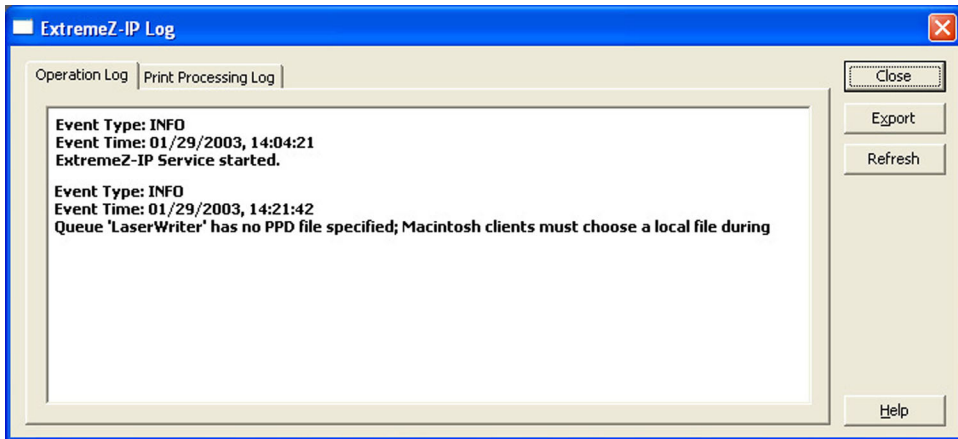 ExtremeZ-IP Log
Operation Log
Print Processing Log
Close
Event Type: INFO
Event Time: 01/29/2003, 14:04:21
ExtremeZ-IP Service started.
Export
Refresh
Event Type: INFO
Event Time: 01/29/2003, 14:21:42
Queue 'LaserWriter' has no PPD file specified; Macintosh clients must choose a local file during
Help